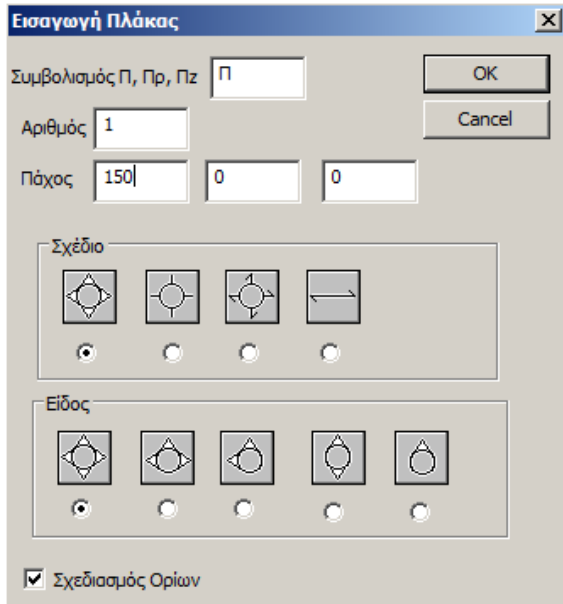 Εισαγωγή Πλάκας
Συμβολισμός Π, Πρ, Πz Π OK
Αριθμός 1 Cancel
Πάχος 150 0 0
Σχέδιο
Είδος
Σχεδιασμός Ορίων